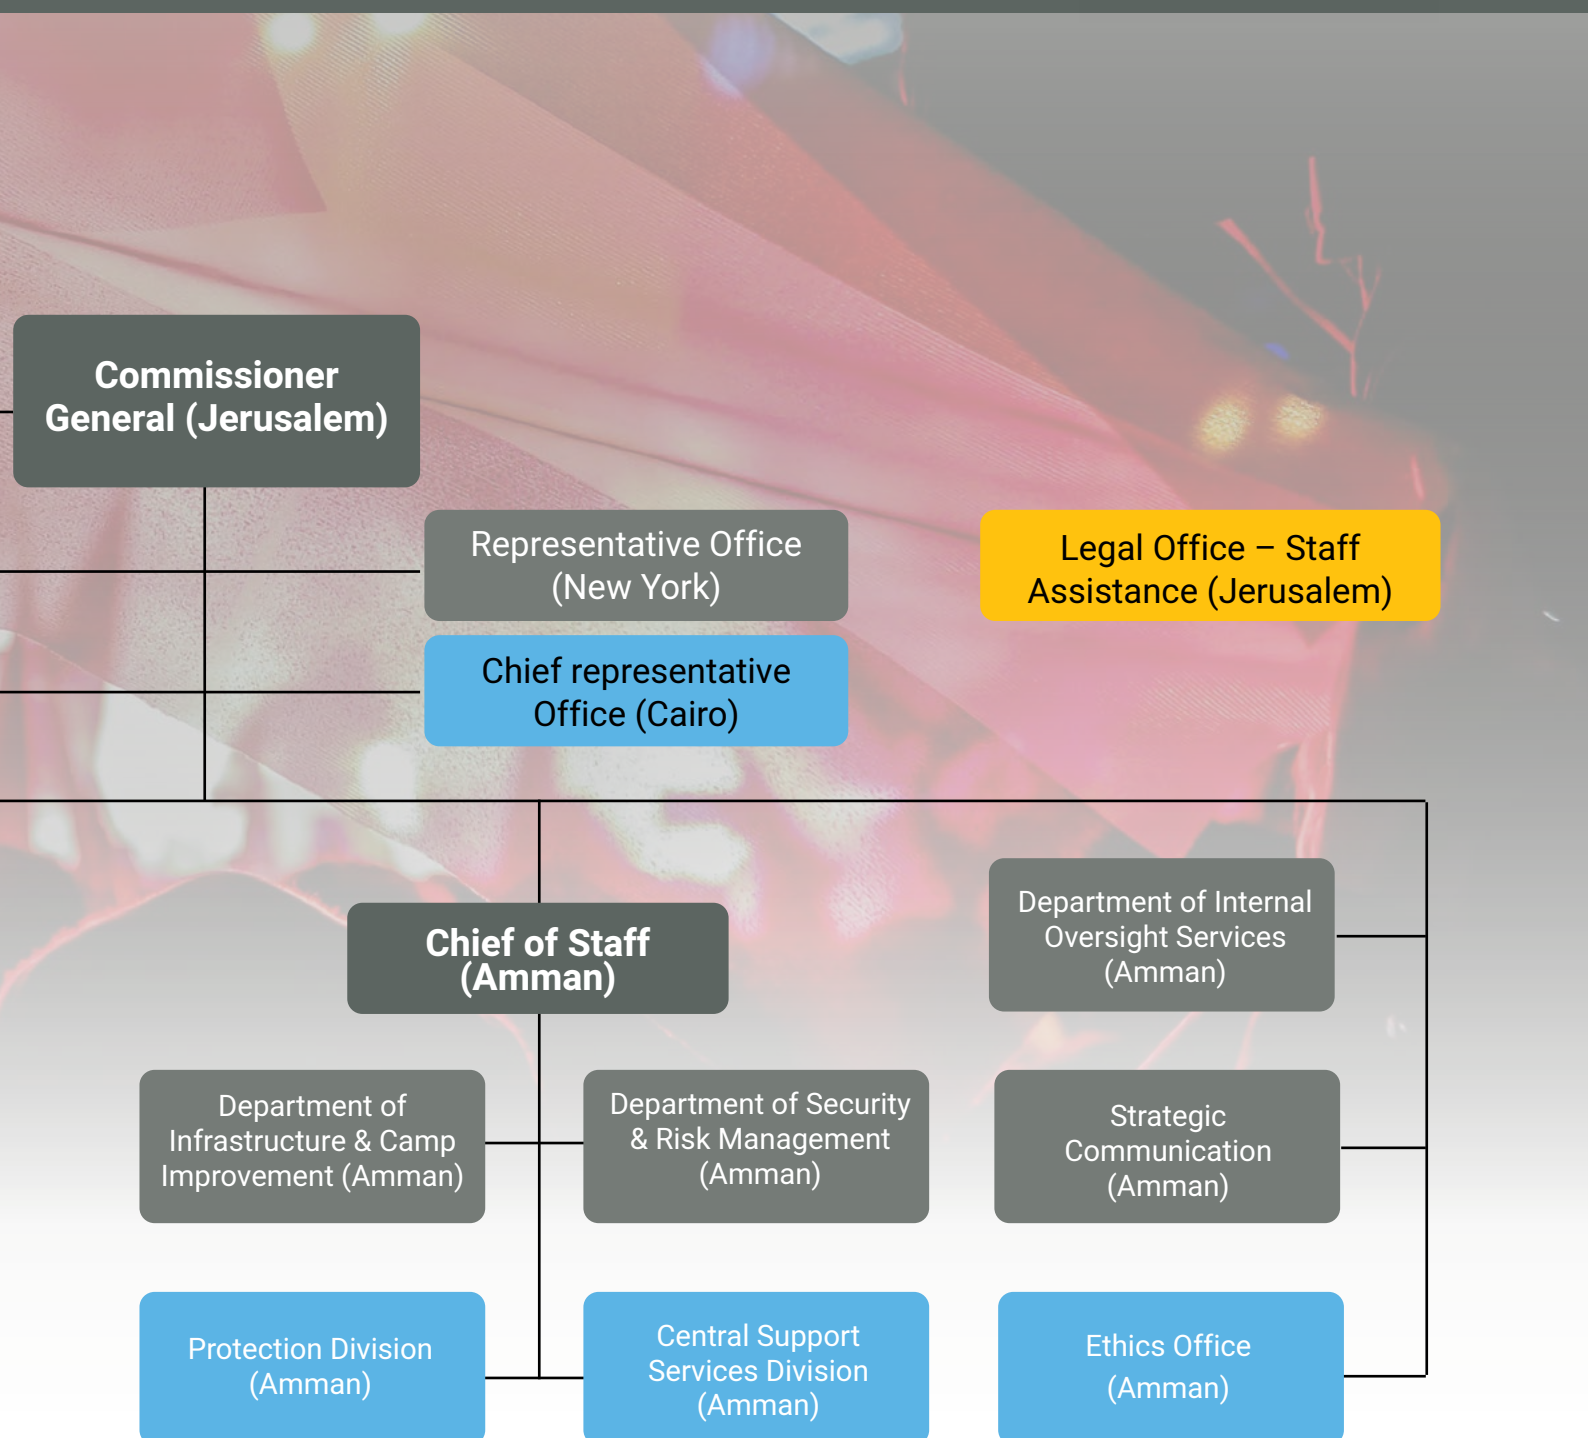 Commissioner
General (Jerusalem)
Representative Office
(New York)
Legal Office – Staff
Assistance (Jerusalem)
Chief representative
Office (Cairo)
Chief of Staff
(Amman)
Department of Internal
Oversight Services
(Amman)
Department of
Infrastructure & Camp
Improvement (Amman)
Department of Security
& Risk Management
(Amman)
Strategic
Communication
(Amman)
Protection Division
(Amman)
Central Support
Services Division
(Amman)
Ethics Office
(Amman)